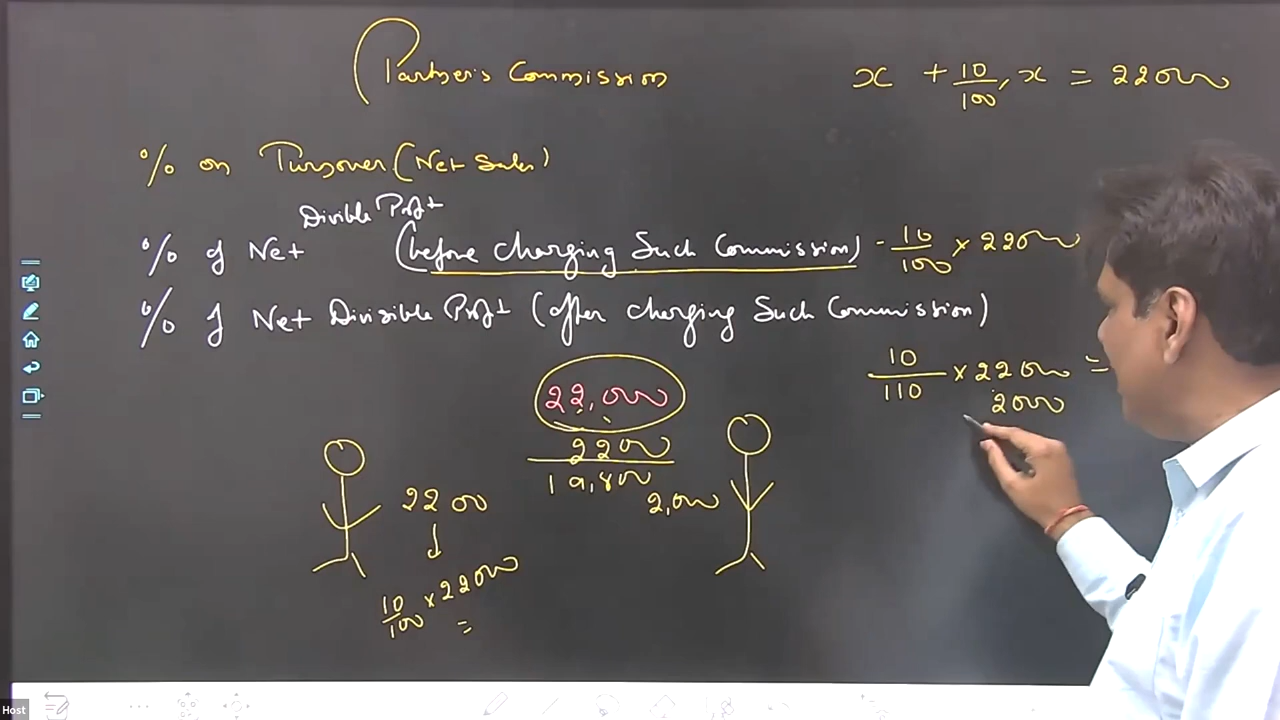 Partner's Commission
x + 10/100, x = 22000
% on Turnover (Net Sales)
Divible Profit
% of Net (before charging Such Commission) - 10/100 × 22000
% of Net Divisible Profit (after charging Such Commission)
10/110 × 22000 =
2000
22,000
2200
19,800
2200
2,000
10/100 × 22000
=
Host